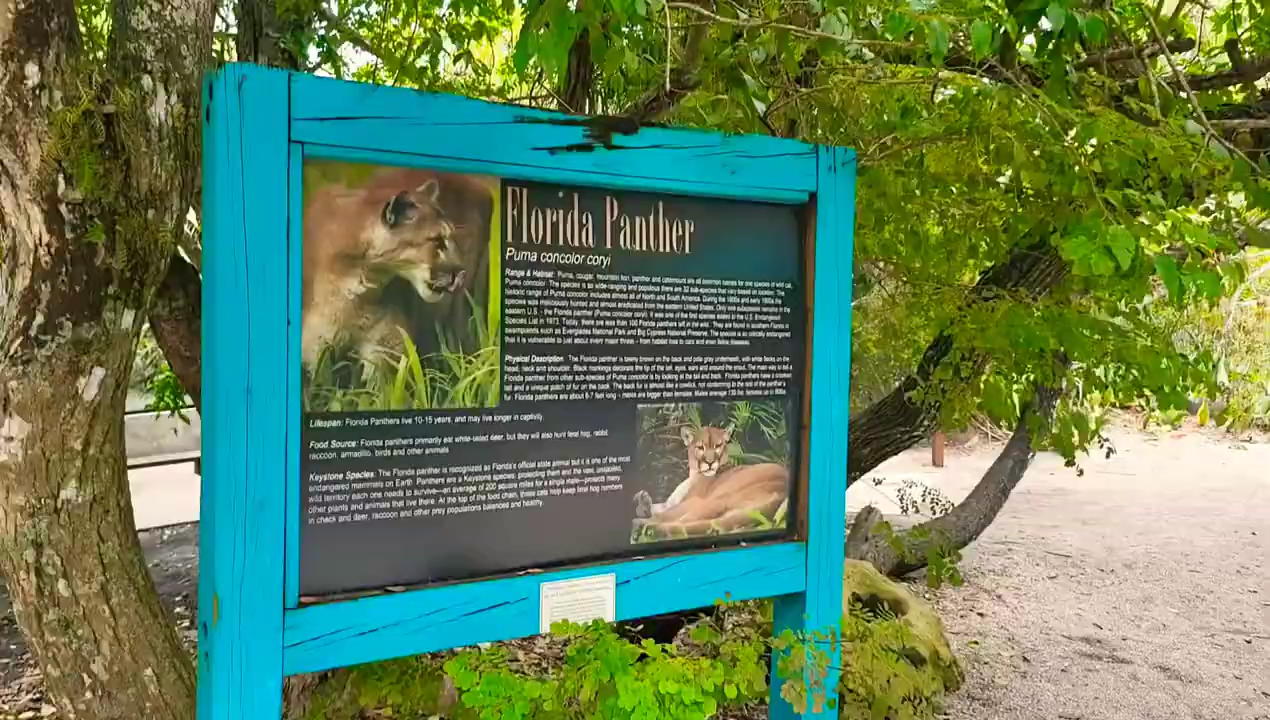 Florida Panther
Puma concolor coryi
Range & Habitat: Puma, cougar, mountain lion, panther and catamount are all common names for one species of wild cat,
Puma concolor. The species is so wide-ranging and populous there are 32 sub-species that vary based on location. The
historic range of Puma concolor includes almost all of North and South America. During the 1800s and early 1900s the
species was maliciously hunted and almost eradicated from the eastern United States. Only one subspecies remains in the
eastern U.S. - the Florida panther (Puma concolor coryi). It was one of the first species added to the U.S. Endangered
Species List in 1973. Today, there are less than 100 Florida panthers left in the wild. They are found in southern Florida in
swamplands such as Everglades National Park and Big Cypress National Preserve. The species is so critically endangered
that it is vulnerable to just about every major threat - from habitat loss to cars and even feline diseases.
Physical Description: The Florida panther is tawny brown on the back and pale gray underneath, with white flecks on the
head, neck and shoulder. Black markings decorate the tip of the tail, ears and around the snout. The main way to tell a
Florida panther from other sub-species of Puma concolor is by looking at the tail and back. Florida panthers have a crooked
tail and a unique patch of fur on the back. The back fur is almost like a cowlick, not conforming to the rest of the panther's
fur. Florida panthers are about 6-7 feet long - males are bigger than females. Males average 130 lbs, females up to
Lifespan: Florida Panthers live 10-15 years, and may live longer in captivity.
Food Source: Florida panthers primarily eat white-tailed deer, but they will also hunt feral hog, rabbit
raccoon, armadillo, birds and other animals
Keystone Species: The Florida panther is recognized as Florida's official state animal but it is one of the most
endangered mammals on Earth. Panthers are a Keystone species; protecting them and the vast, unspoiled,
wild territory each one needs to survive—an average of 200 square miles for a single male—protects many
other plants and animals that live there. At the top of the food chain, these cats help keep feral hog numbers
in check and deer, raccoon and other prey populations balanced and healthy.